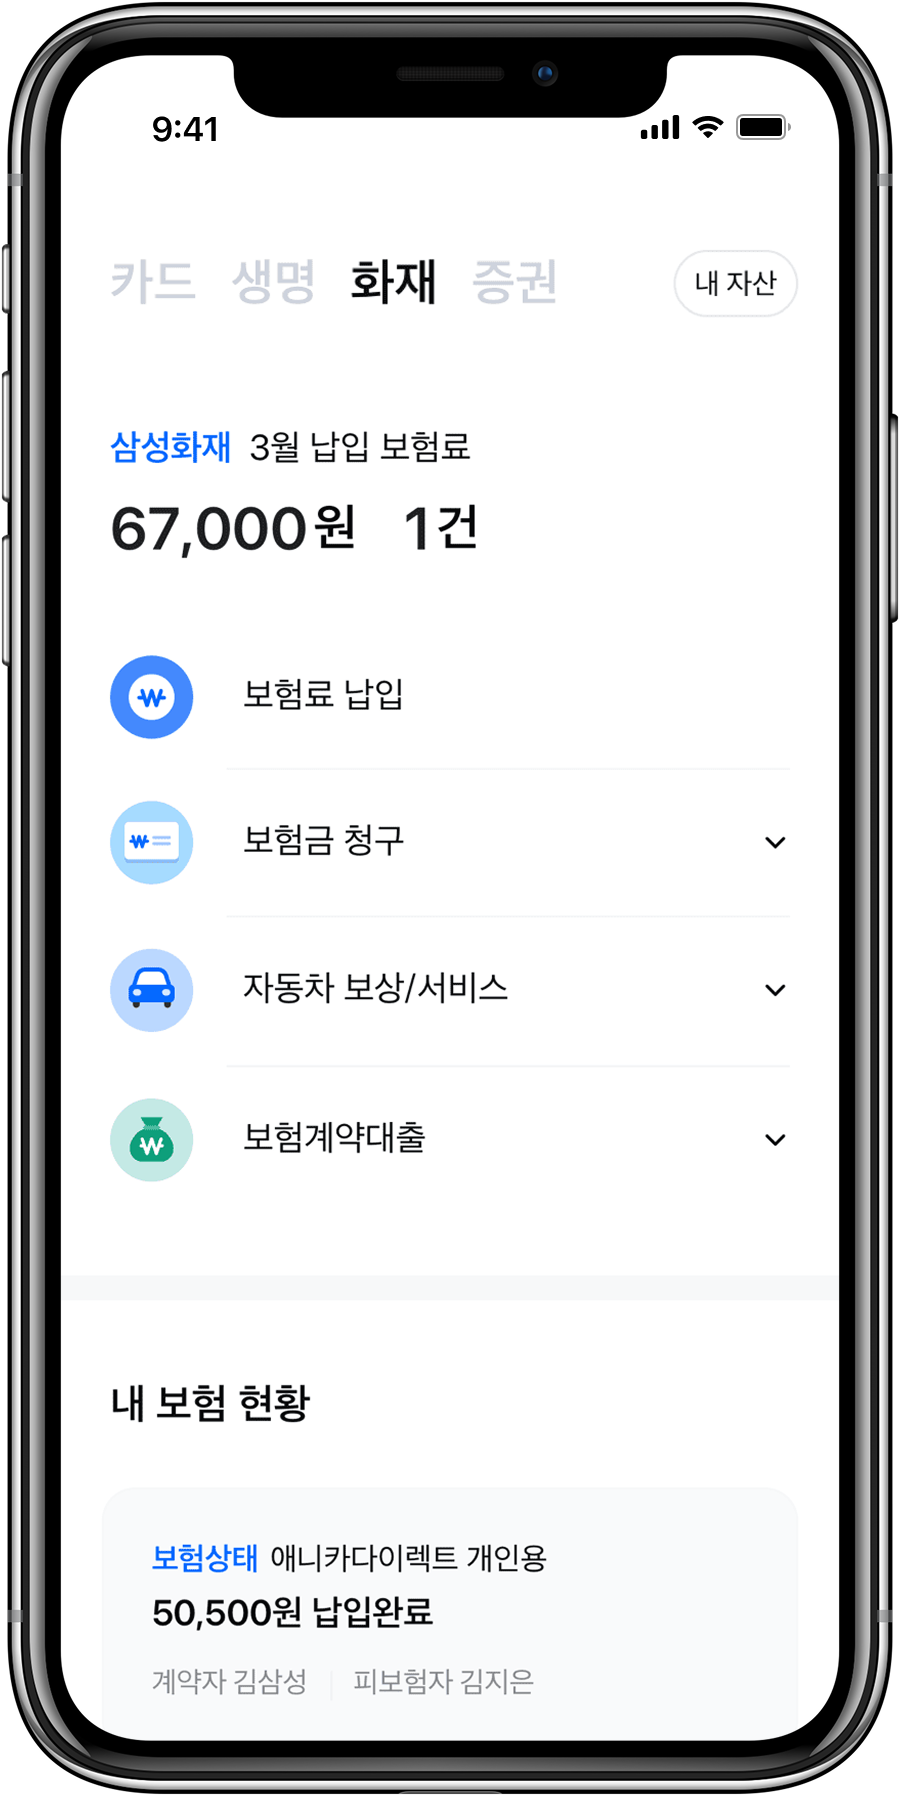 9:41
카드 생명 화재 증권 내 자산
삼성화재 3월 납입 보험료
67,000원 1건
보험료 납입
보험금 청구
자동차 보상/서비스
보험계약대출
내 보험 현황
보험상태 애니카다이렉트 개인용
50,500원 납입완료
계약자 김삼성 피보험자 김지은